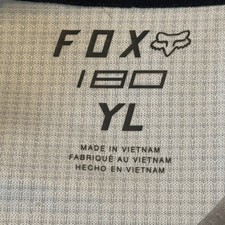 FOX
180
YL
MADE IN VIETNAM
FABRIQUÉ AU VIETNAM
HECHO EN VIETNAM